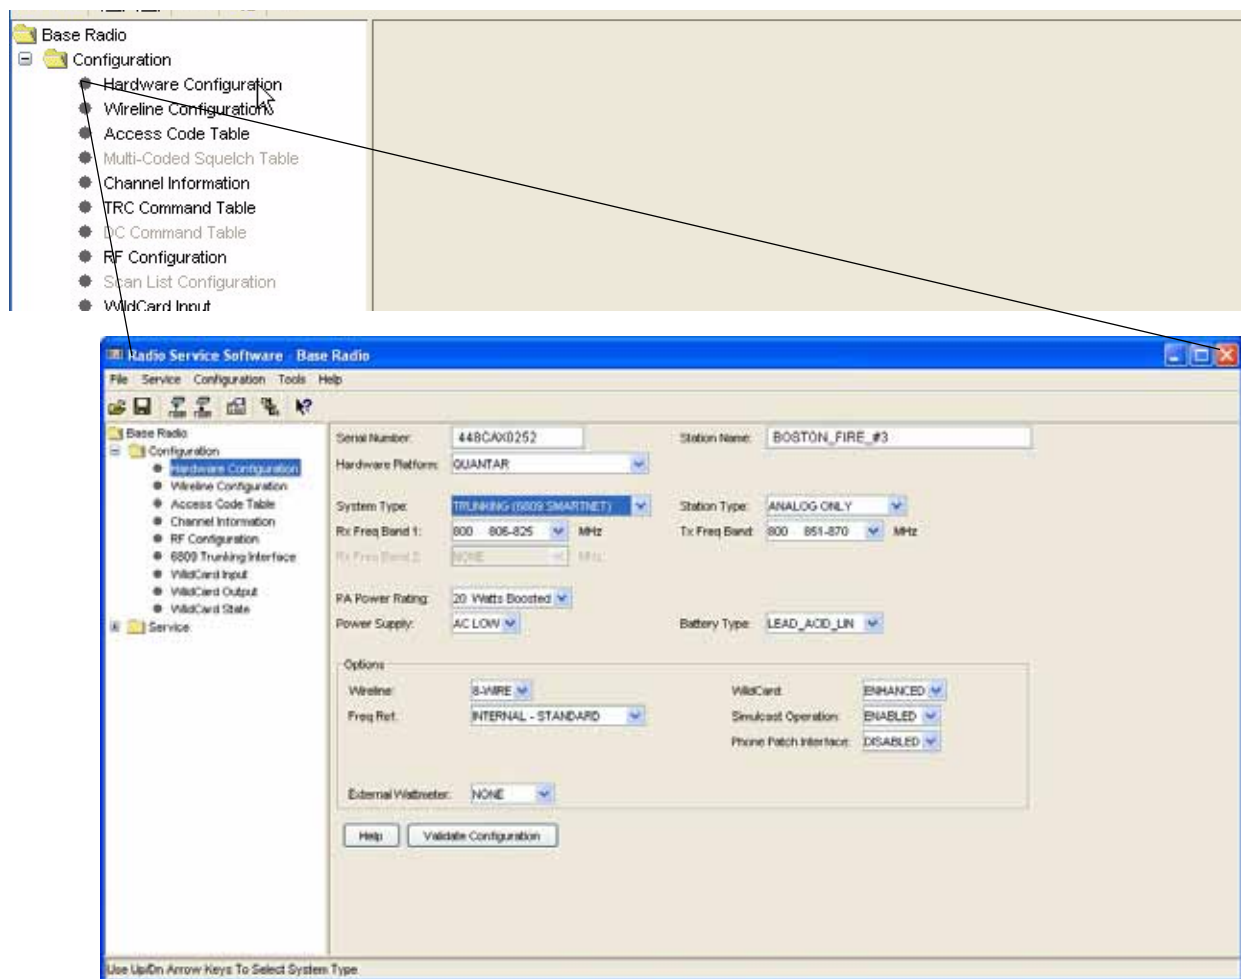 Base Radio
Configuration
Hardware Configuration
Wireline Configuration
Access Code Table
Multi-Coded Squelch Table
Channel Information
TRC Command Table
DC Command Table
RF Configuration
Scan List Configuration
WildCard Input
Radio Service Software - Base Radio
File Service Configuration Tools Help
Base Radio
Configuration
Hardware Configuration
Wireline Configuration
Access Code Table
Channel Information
RF Configuration
6809 Trunking Interface
WildCard Input
WildCard Output
WildCard State
Service
Serial Number: 448CAX0252 Station Name: BOSTON_FIRE_#3
Hardware Platform: QUANTAR
System Type: TRUNKING (6809 SMARTNET) Station Type: ANALOG ONLY
Rx Freq Band 1: 800 806-825 MHz Tx Freq Band: 800 851-870 MHz
Rx Freq Band 2: NONE MHz
PA Power Rating: 20 Watts Boosted
Power Supply: AC LOW Battery Type: LEAD_ACID_LIN
Options
Wireline: 8-WIRE WildCard: ENHANCED
Freq Ref: INTERNAL - STANDARD Simulcast Operation: ENABLED
Phone Patch Interface: DISABLED
External Wattmeter: NONE
Help Validate Configuration
Use Up/Dn Arrow Keys To Select System Type